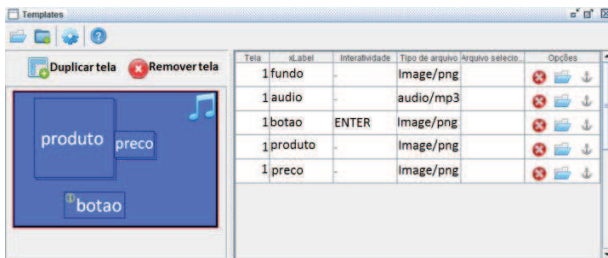 Templates
Duplicar tela Remover tela
produto
preco
botao
Tela xLabel Interatividade Tipo de arquivo Arquivo selecio... Opções
1 fundo - Image/png
1 audio - audio/mp3
1 botao ENTER Image/png
1 produto - Image/png
1 preco - Image/png